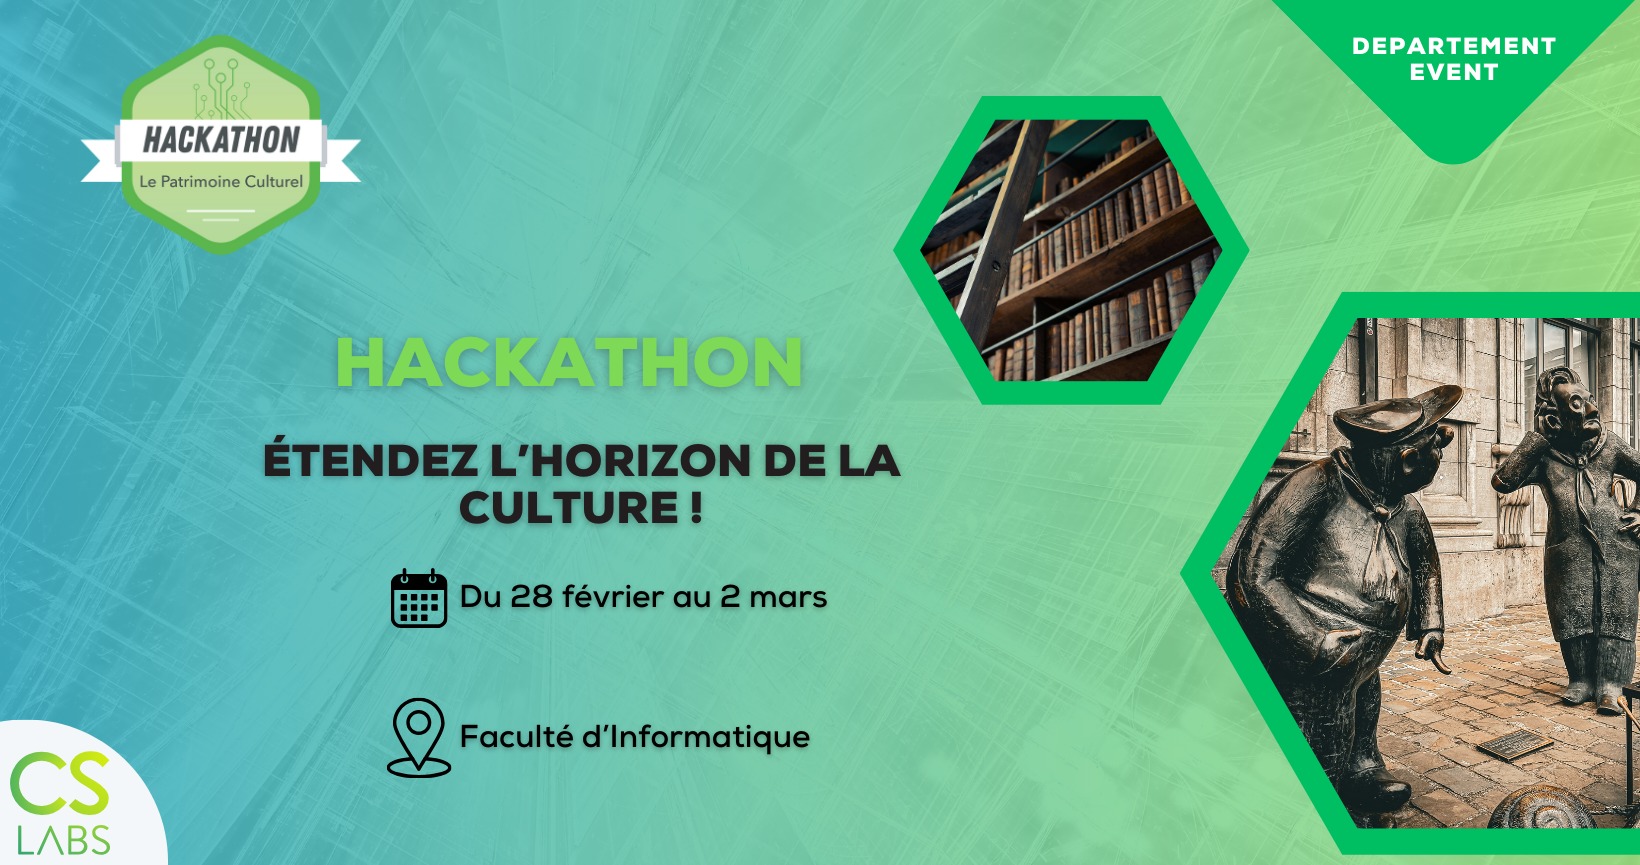 DEPARTEMENT
EVENT
HACKATHON
Le Patrimoine Culturel
HACKATHON
ÉTENDEZ L'HORIZON DE LA
CULTURE !
Du 28 février au 2 mars
Faculté d'Informatique
CS
LABS